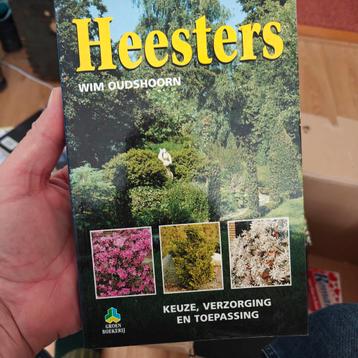 Heesters
WIM OUDSHOORN
KEUZE, VERZORGING
EN TOEPASSING
GROEN
BOEKERIJ